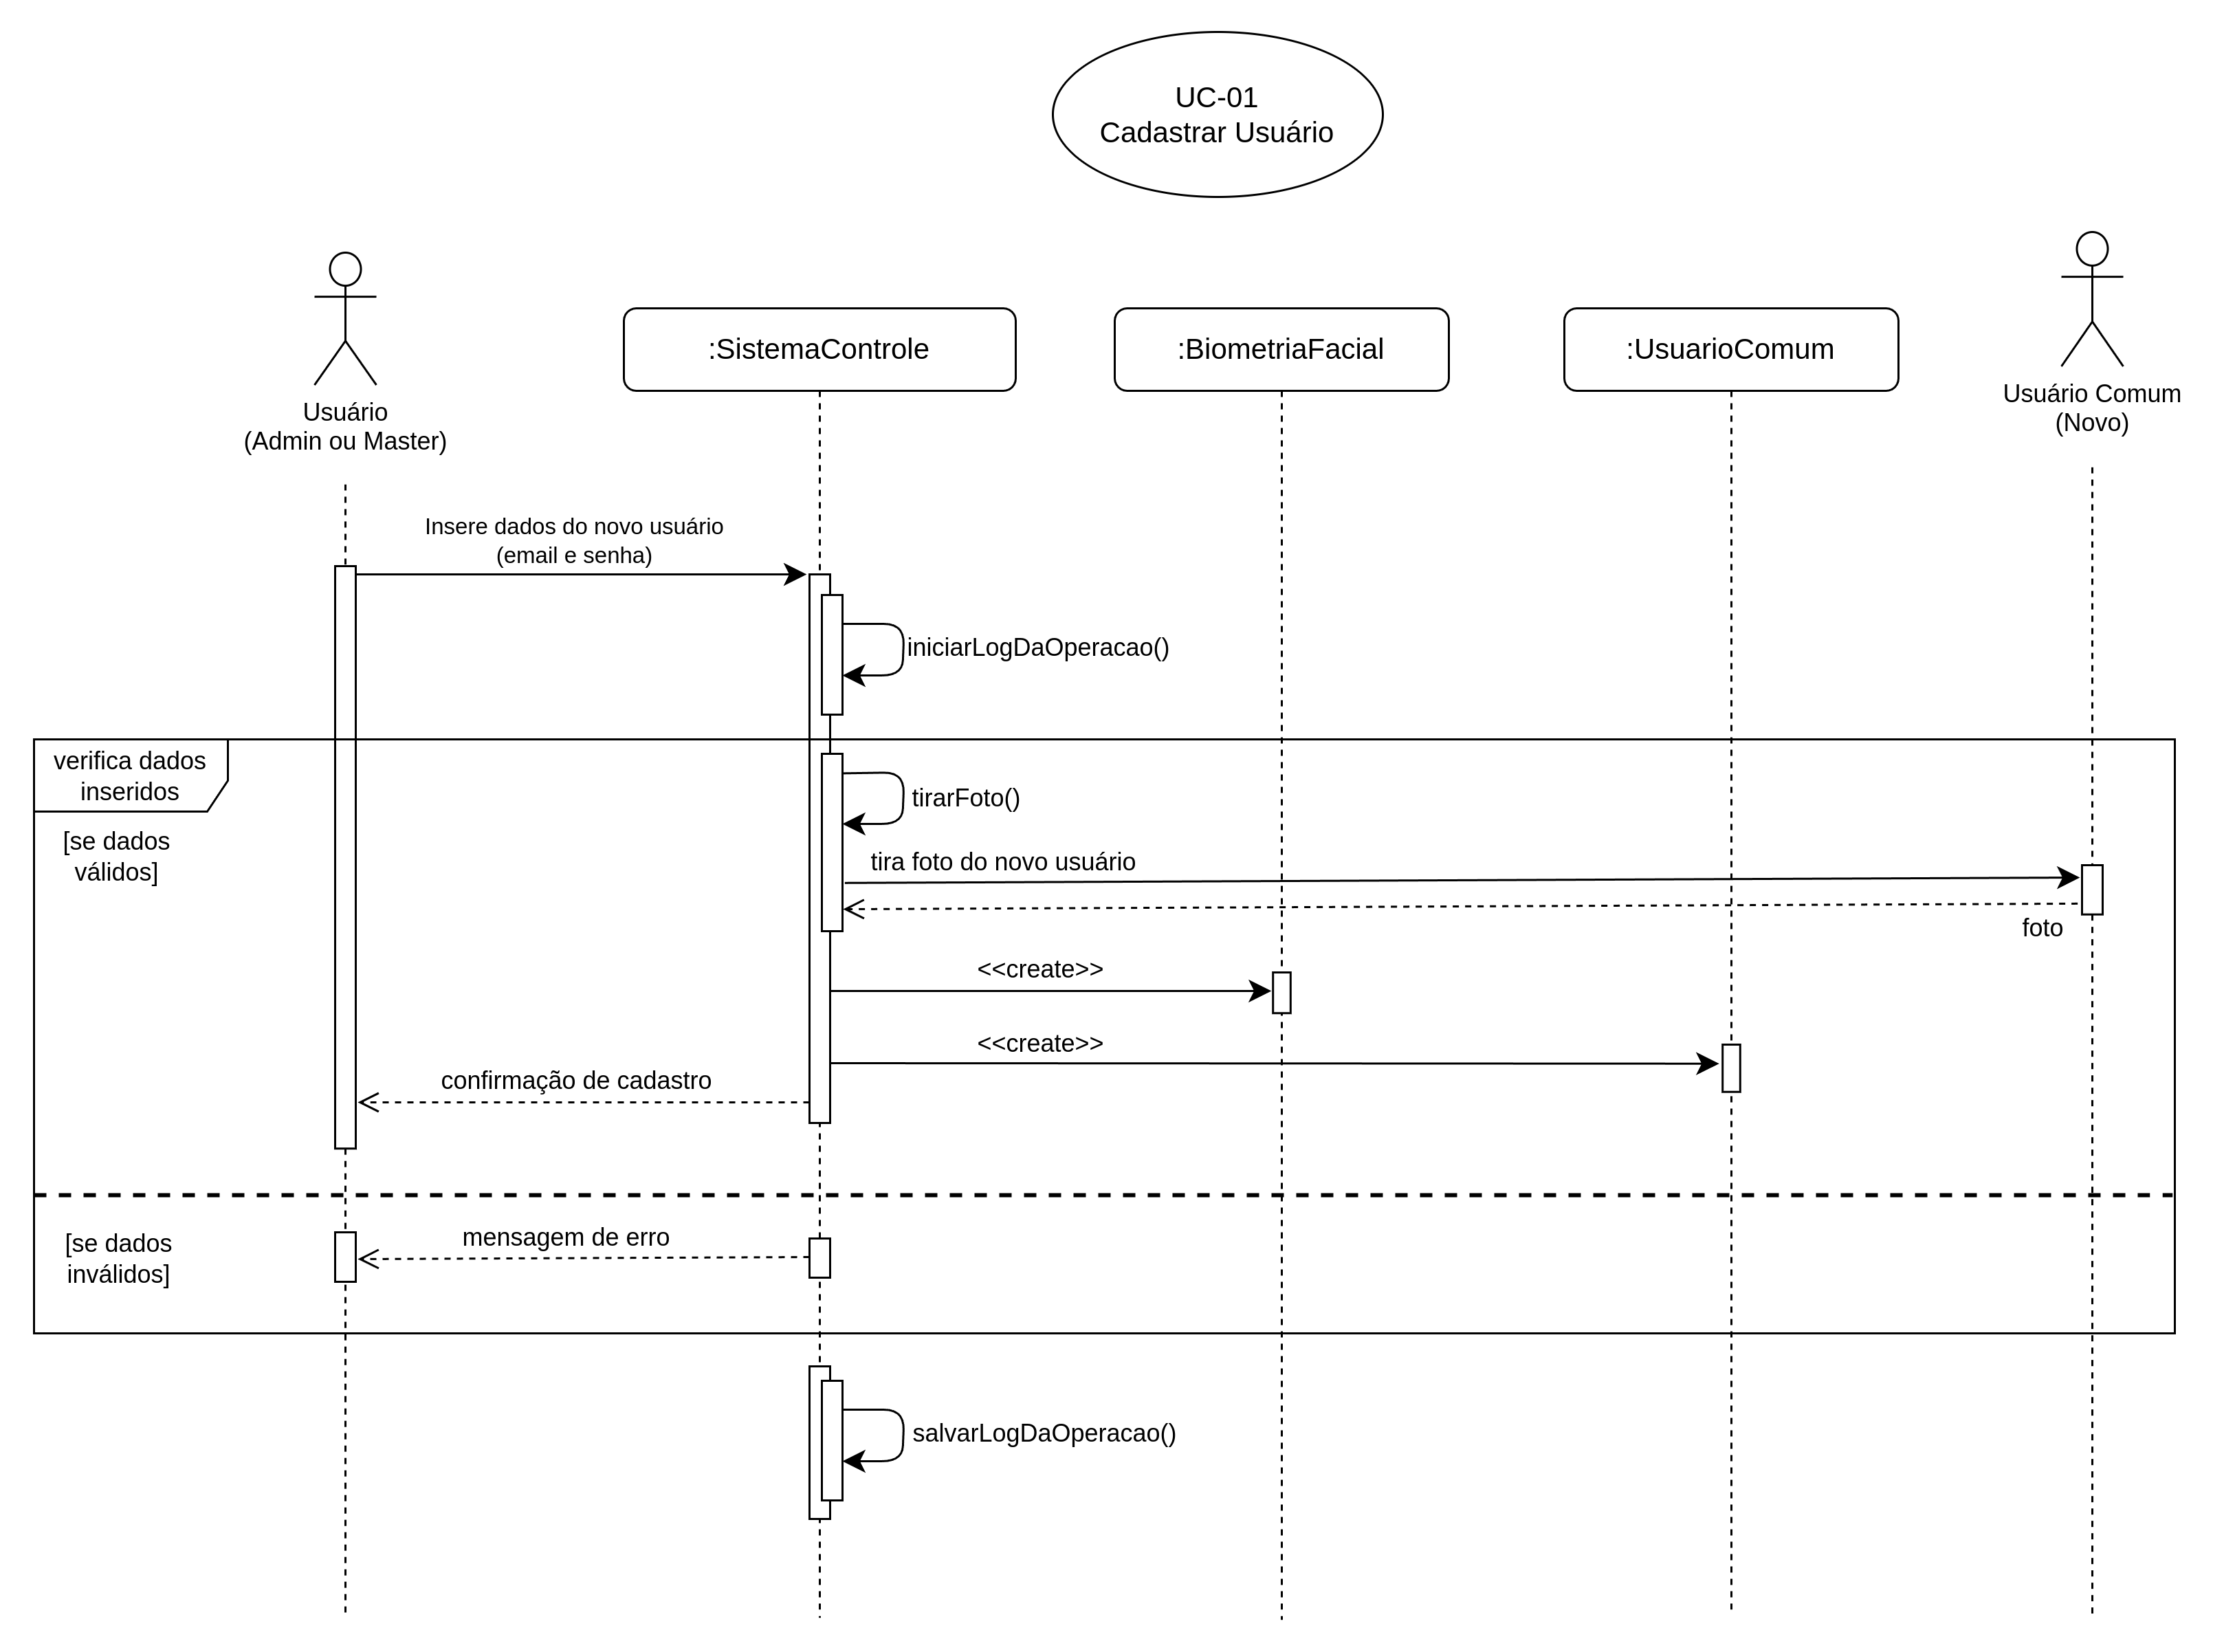 UC-01
Cadastrar Usuário
Usuário
(Admin ou Master)
:SistemaControle
:BiometriaFacial
:UsuarioComum
Usuário Comum
(Novo)
Insere dados do novo usuário
(email e senha)
iniciarLogDaOperacao()
verifica dados
inseridos
[se dados
válidos]
tirarFoto()
tira foto do novo usuário
foto
<<create>>
<<create>>
confirmação de cadastro
[se dados
inválidos]
mensagem de erro
salvarLogDaOperacao()